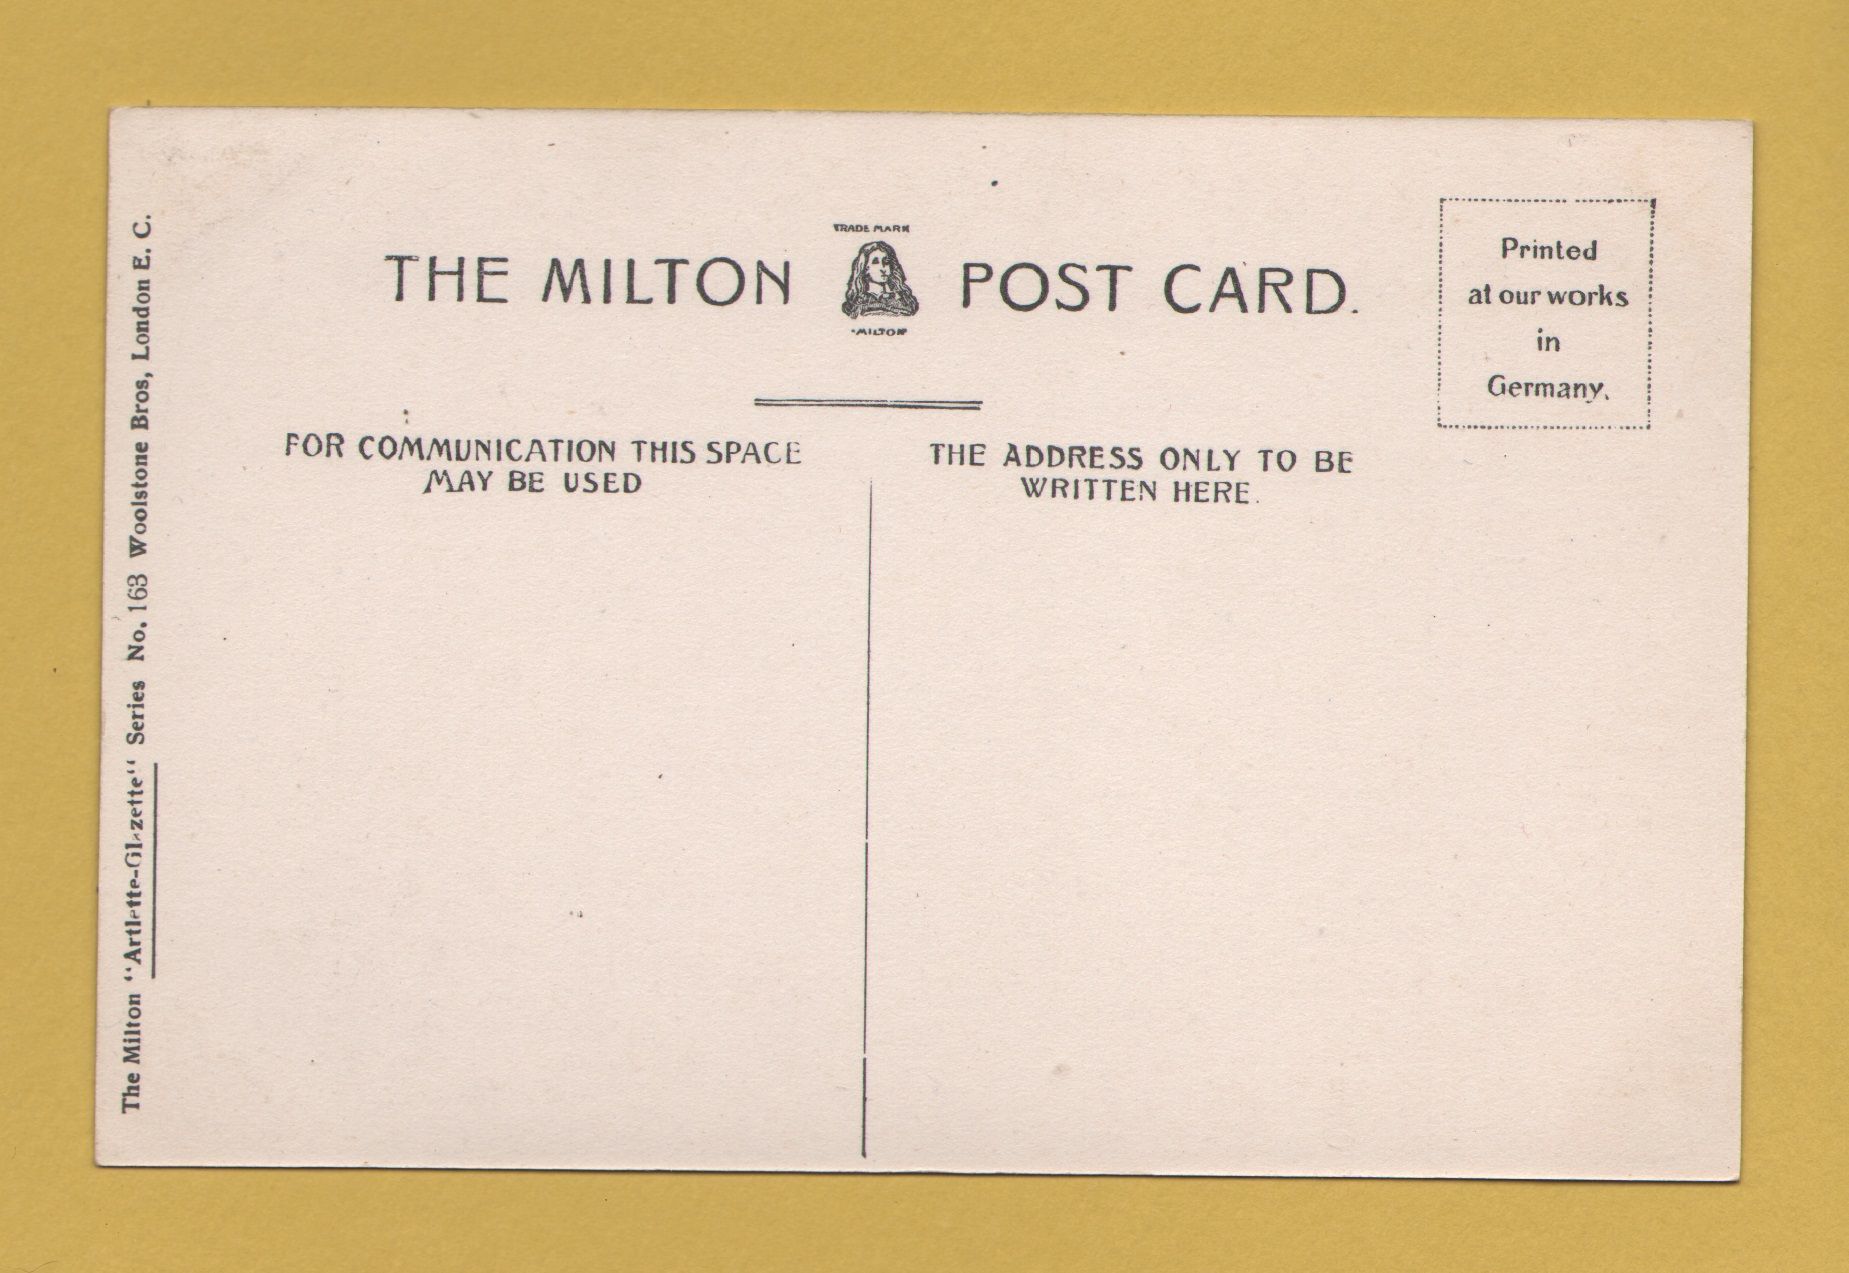 TRADE MARK
THE MILTON POST CARD.
"MILTON"
Printed
at our works
in
Germany.
FOR COMMUNICATION THIS SPACE
MAY BE USED
THE ADDRESS ONLY TO BE
WRITTEN HERE.
The Milton "Artlette-Glazette" Series No. 163 Woolstone Bros, London E. C.